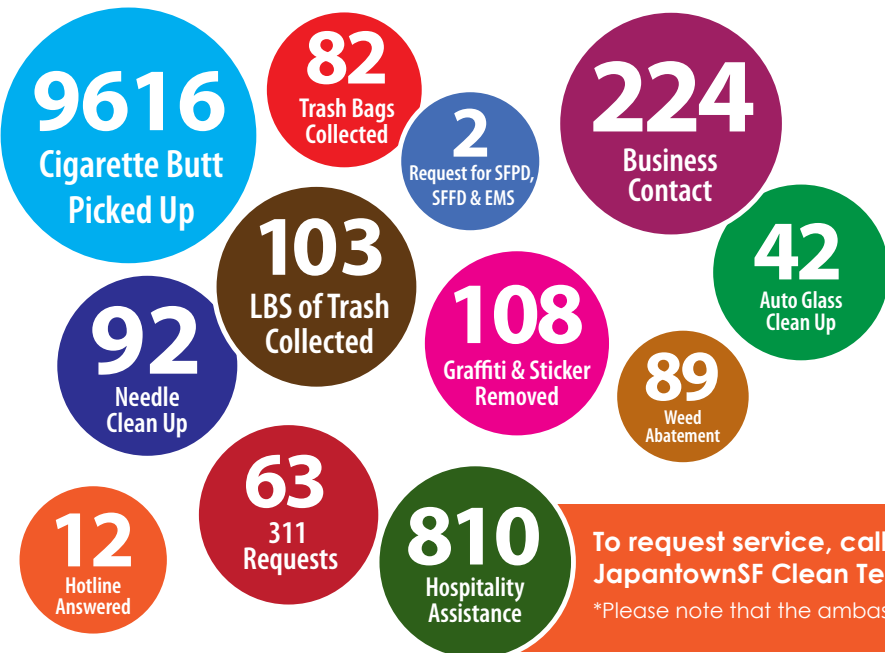 9616
Cigarette Butt
Picked Up
82
Trash Bags
Collected
2
Request for SFPD,
SFFD & EMS
224
Business
Contact
103
LBS of Trash
Collected
42
Auto Glass
Clean Up
92
Needle
Clean Up
108
Graffiti & Sticker
Removed
89
Weed
Abatement
12
Hotline
Answered
63
311
Requests
810
Hospitality
Assistance
To request service, call
JapantownSF Clean Te
*Please note that the ambas